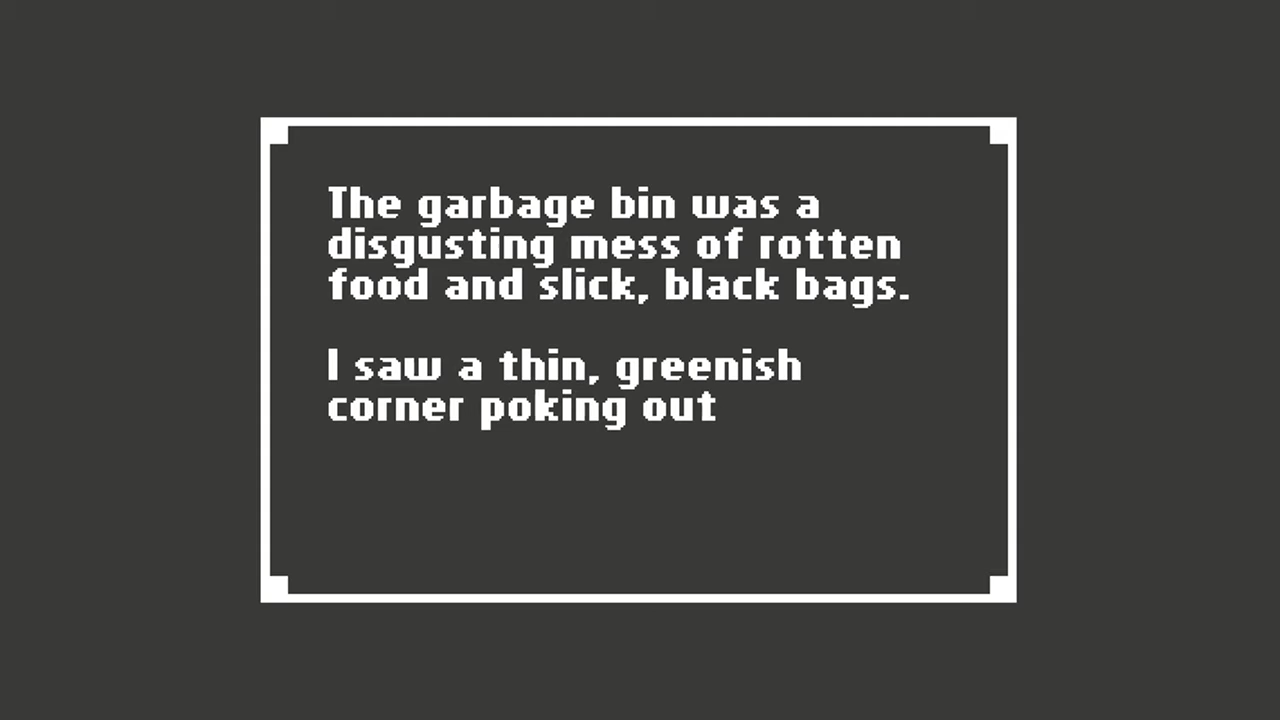 The garbage bin was a
disgusting mess of rotten
food and slick, black bags.
I saw a thin, greenish
corner poking out